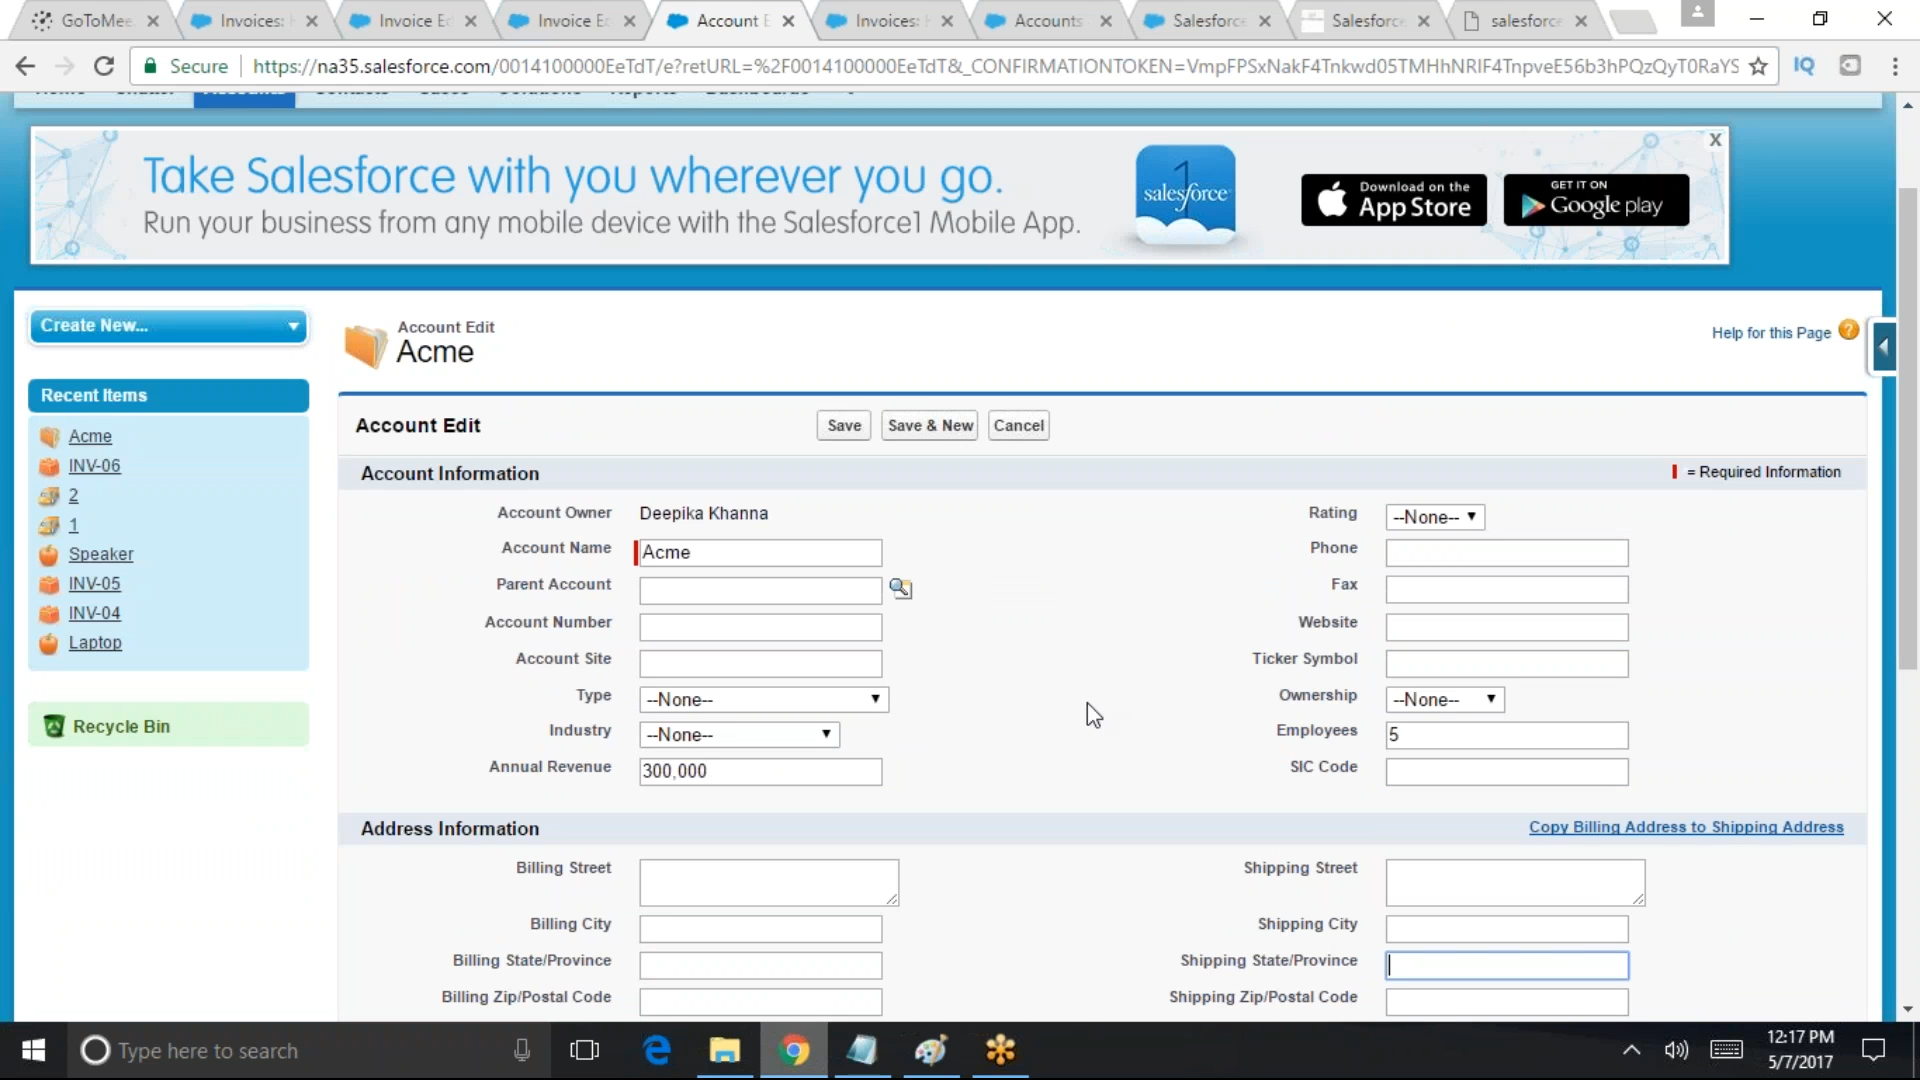 GoToMee
Invoices: H
Invoice Ed
Invoice Ed
Account E
Invoices: H
Accounts
Salesforce
Salesforce
salesforce
Secure
https://na35.salesforce.com/0014100000EeTdT/e?retURL=%2F0014100000EeTdT&_CONFIRMATIONTOKEN=VmpFPSxNakF4Tnkwd05TMHhNRlF4TnpveE56b3hPQzQyT0RaYS
Take Salesforce with you wherever you go.
Run your business from any mobile device with the Salesforce1 Mobile App.
1
salesforce
Download on the
App Store
GET IT ON
Google play
X
Create New...
Recent Items
Acme
INV-06
2
1
Speaker
INV-05
INV-04
Laptop
Recycle Bin
Account Edit
Acme
Help for this Page
Account Edit
Save
Save & New
Cancel
Account Information
= Required Information
Account Owner
Deepika Khanna
Rating
--None--
Account Name
Acme
Phone
Parent Account
Fax
Account Number
Website
Account Site
Ticker Symbol
Type
--None--
Ownership
--None--
Industry
--None--
Employees
5
Annual Revenue
300,000
SIC Code
Address Information
Copy Billing Address to Shipping Address
Billing Street
Shipping Street
Billing City
Shipping City
Billing State/Province
Shipping State/Province
Billing Zip/Postal Code
Shipping Zip/Postal Code
Type here to search
12:17 PM
5/7/2017